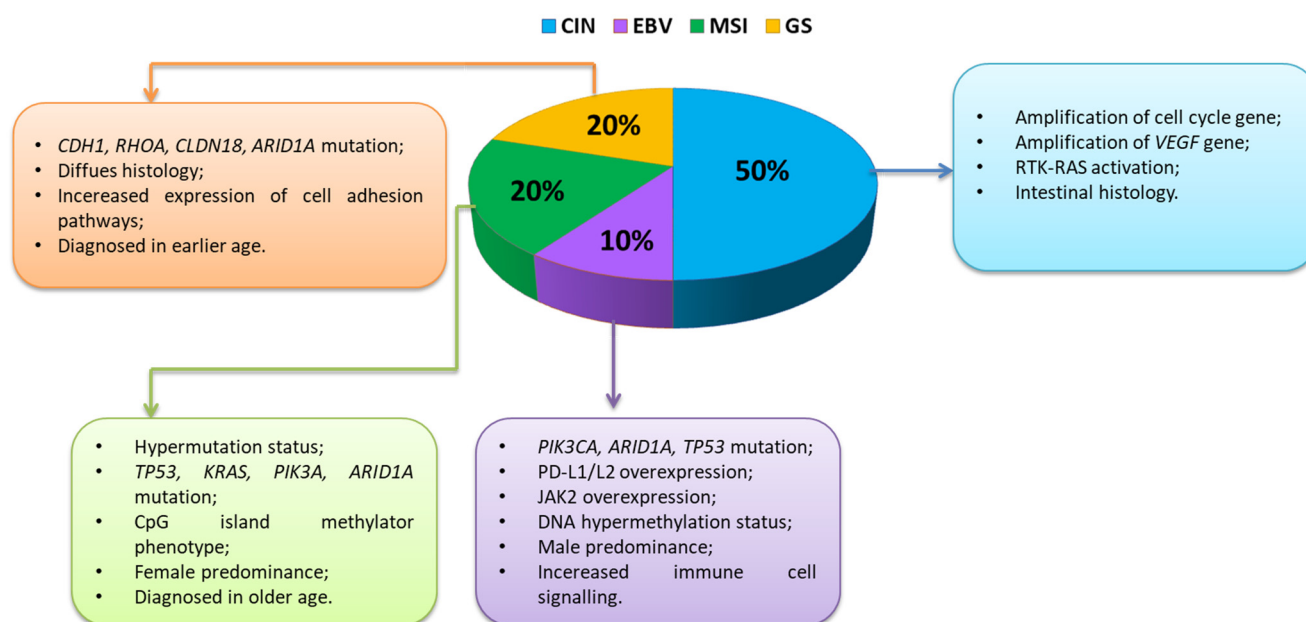 CIN EBV MSI GS
20%
50%
20%
10%
• CDH1, RHOA, CLDN18, ARID1A mutation;
• Diffues histology;
• Incereased expression of cell adhesion
pathways;
• Diagnosed in earlier age.
• Amplification of cell cycle gene;
• Amplification of VEGF gene;
• RTK-RAS activation;
• Intestinal histology.
• Hypermutation status;
• TP53, KRAS, PIK3A, ARID1A
mutation;
• CpG island methylator
phenotype;
• Female predominance;
• Diagnosed in older age.
• PIK3CA, ARID1A, TP53 mutation;
• PD-L1/L2 overexpression;
• JAK2 overexpression;
• DNA hypermethylation status;
• Male predominance;
• Incereased immune cell
signalling.